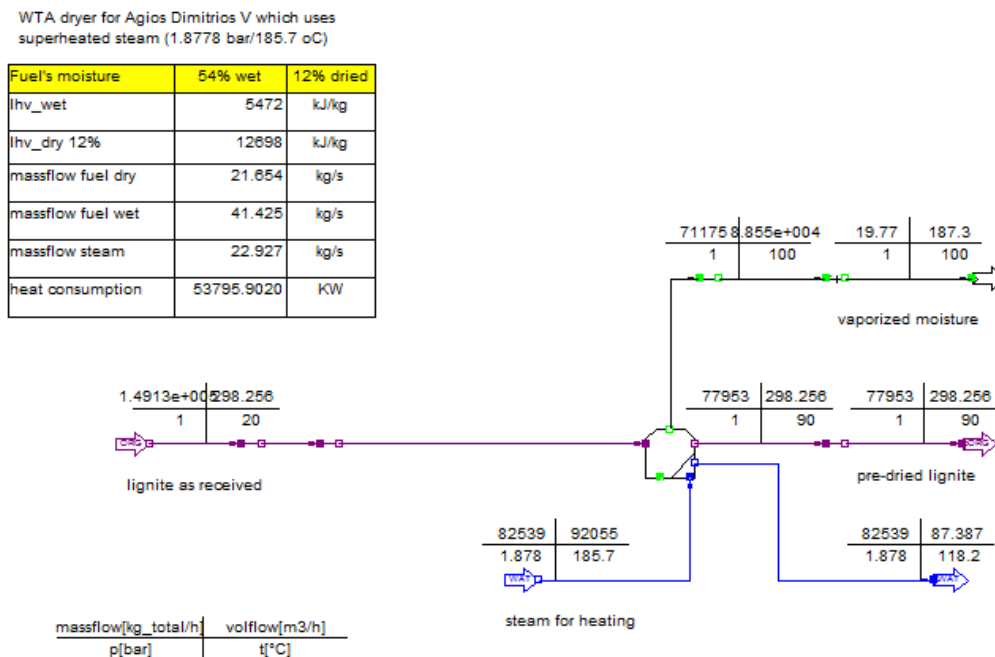 WTA dryer for Agios Dimitrios V which uses
superheated steam (1.8778 bar/185.7 oC)
Fuel's moisture 54% wet 12% dried
lhv_wet 5472 kJ/kg
lhv_dry 12% 12698 kJ/kg
massflow fuel dry 21.654 kg/s
massflow fuel wet 41.425 kg/s
massflow steam 22.927 kg/s
heat consumption 53795.9020 KW
71175 8.855e+004 19.77 187.3
1 100 1 100
vaporized moisture
1.4913e+005 298.256 77953 298.256 77953 298.256
1 20 1 90 1 90
ORG ORG
lignite as received pre-dried lignite
82539 92055 82539 87.387
1.878 185.7 1.878 118.2
WAT WAT
steam for heating
massflow[kg_total/h] volflow[m3/h]
p[bar] t[°C]